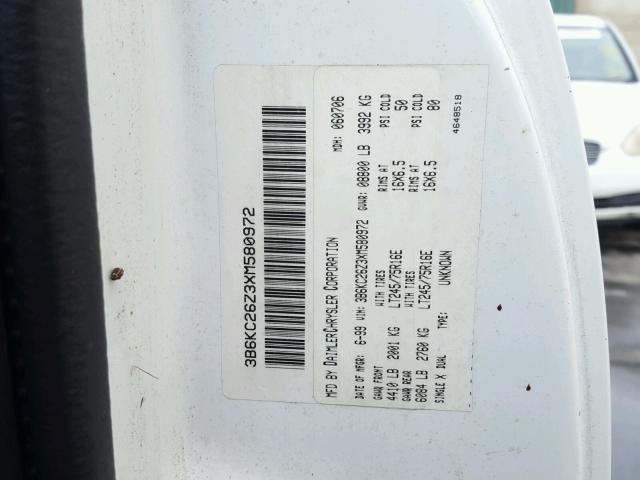 3B6KC26Z3XM580972
MFD BY DAIMLERCHRYSLER CORPORATION MDH: 060706
DATE OF MFGR: 6-99 VIN: 3B6KC26Z3XM580972 GVWR: 08800 LB 3992 KG
GAWR FRONT WITH TIRES RIMS AT PSI COLD
4410 LB 2001 KG LT245/75R16E 16X6.5 50
GAWR REAR WITH TIRES RIMS AT PSI COLD
6084 LB 2760 KG LT245/75R16E 16X6.5 80
SINGLE X DUAL TYPE: UNKNOWN
4648518